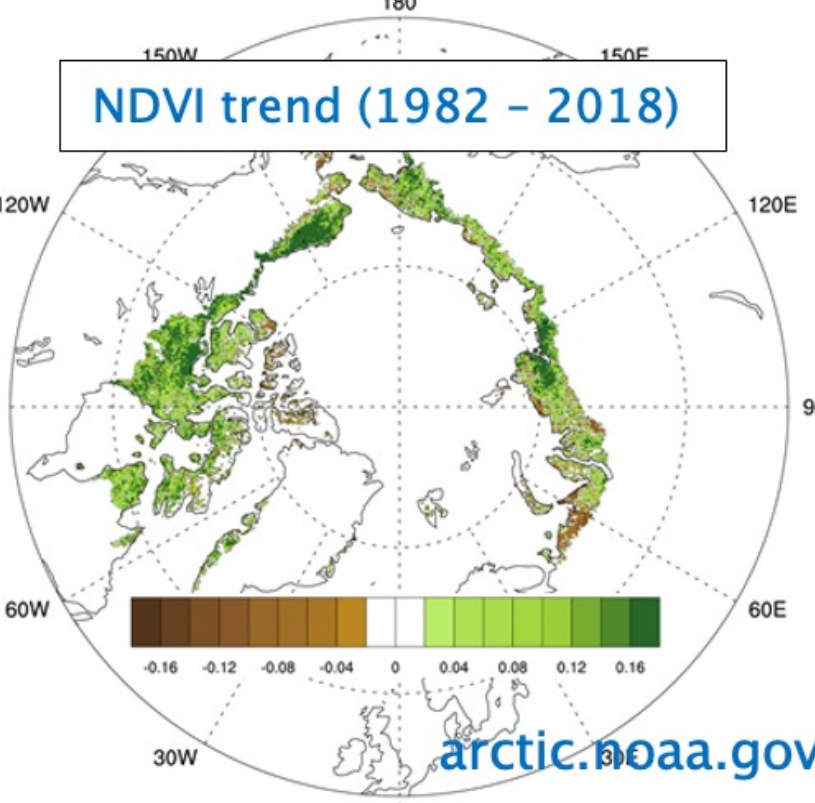 180
150W
150E
NDVI trend (1982 – 2018)
120W
120E
60W
60E
-0.16 -0.12 -0.08 -0.04 0 0.04 0.08 0.12 0.16
30W
arctic.noaa.gov
30E